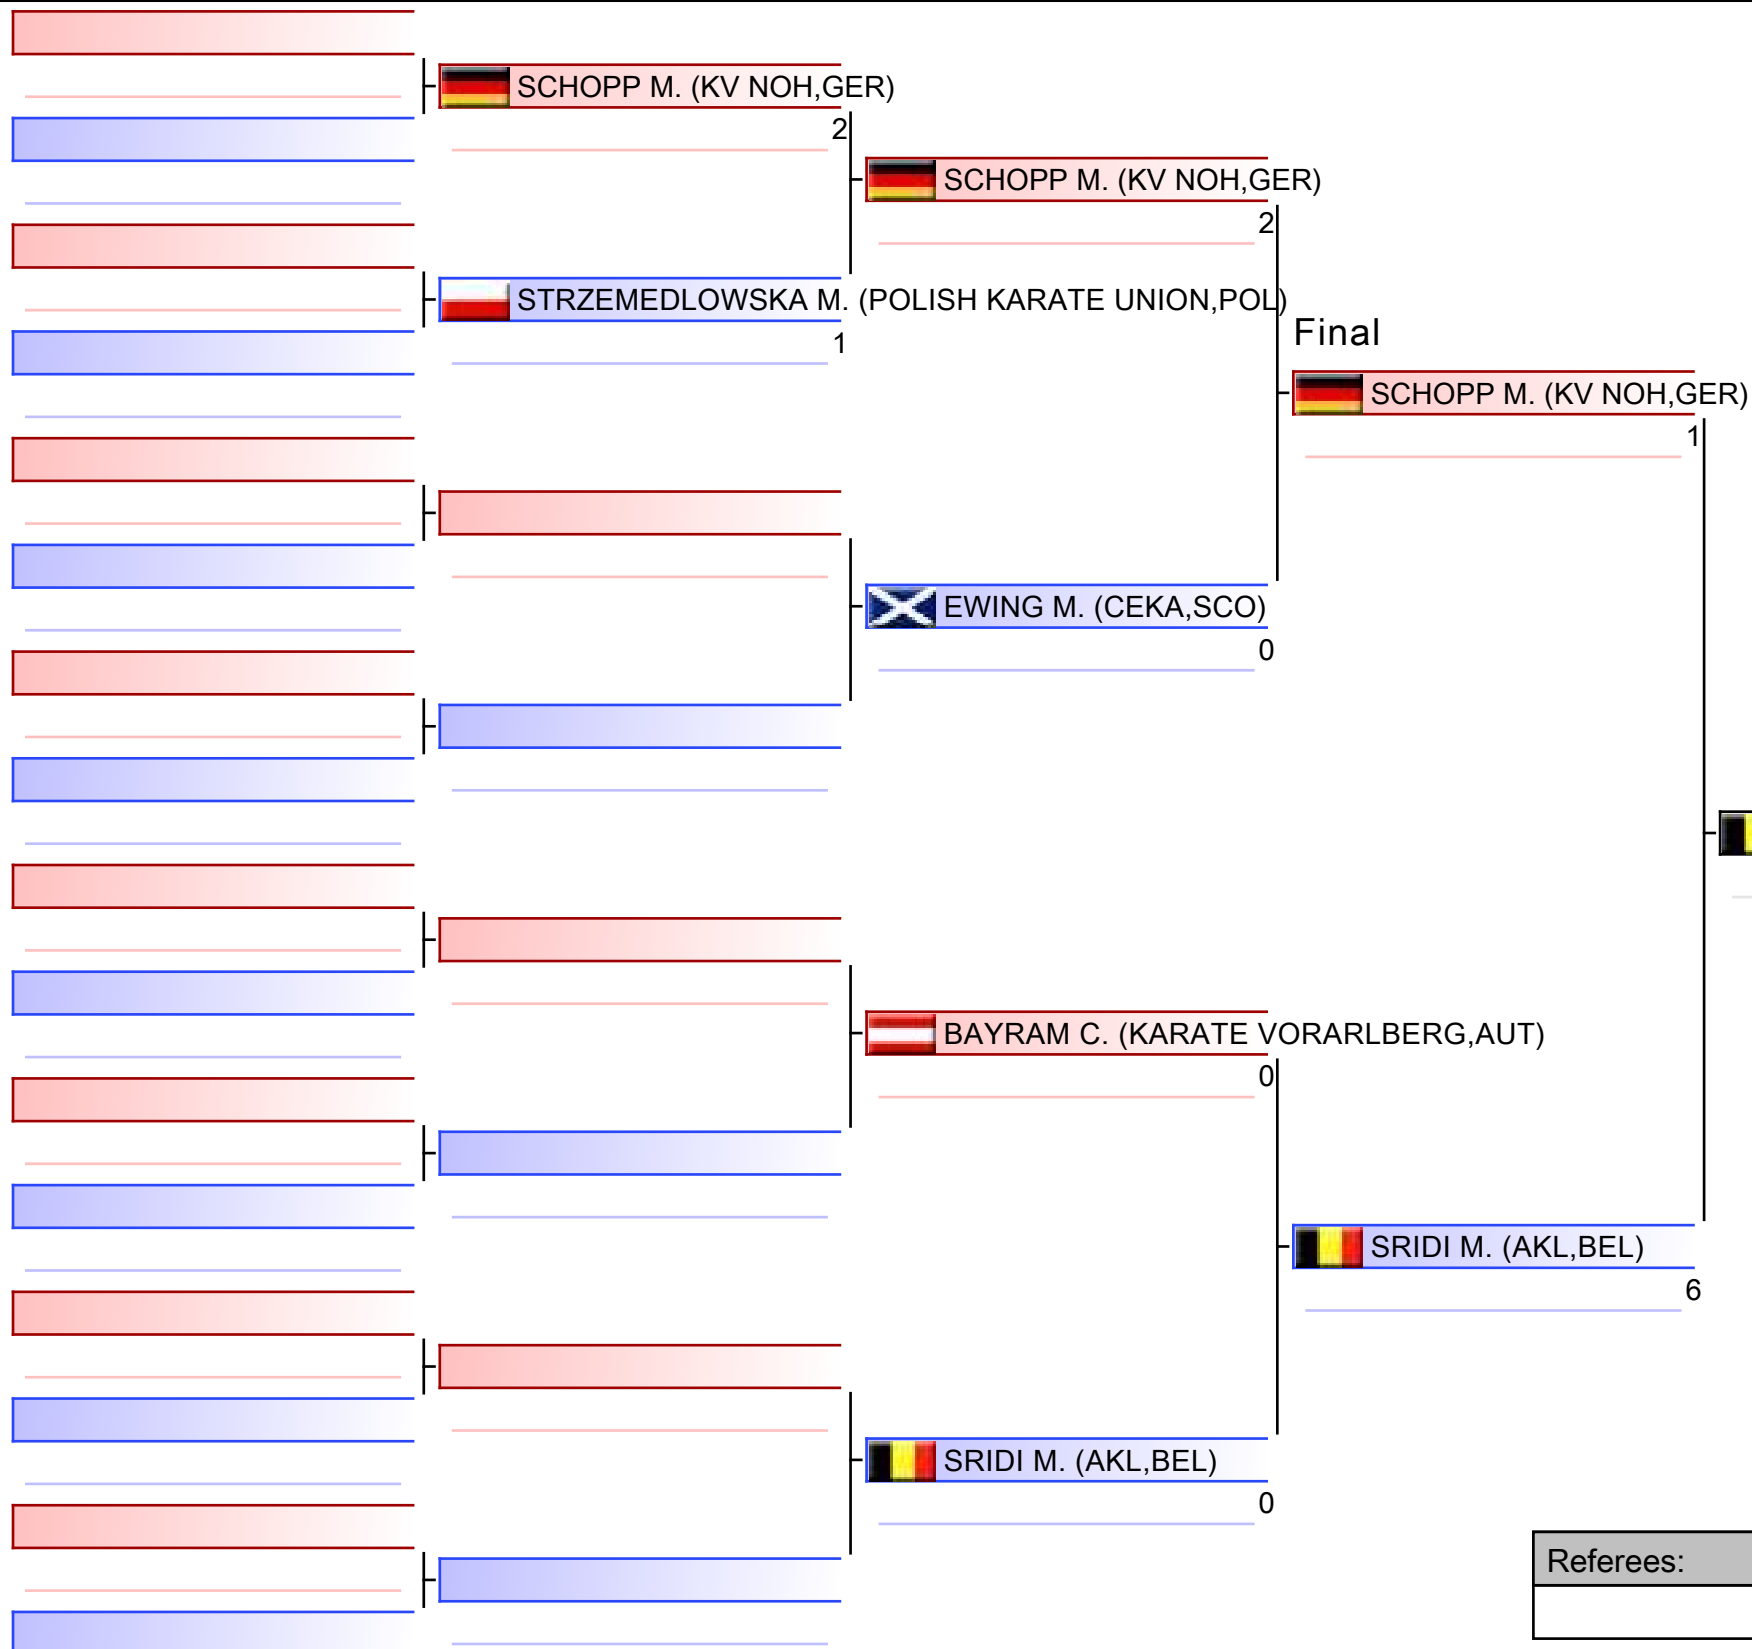 SCHOPP M. (KV NOH,GER)
2
SCHOPP M. (KV NOH,GER)
2
STRZEMEDLOWSKA M. (POLISH KARATE UNION,POL)
1
Final
SCHOPP M. (KV NOH,GER)
1
EWING M. (CEKA,SCO)
0
BAYRAM C. (KARATE VORARLBERG,AUT)
0
SRIDI M. (AKL,BEL)
6
SRIDI M. (AKL,BEL)
0
Referees: